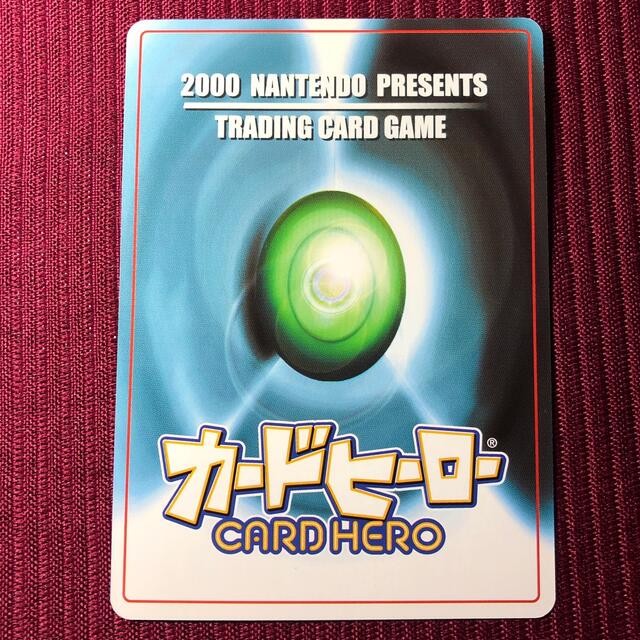 2000 NANTENDO PRESENTS
TRADING CARD GAME
カードヒーロー®
CARD HERO